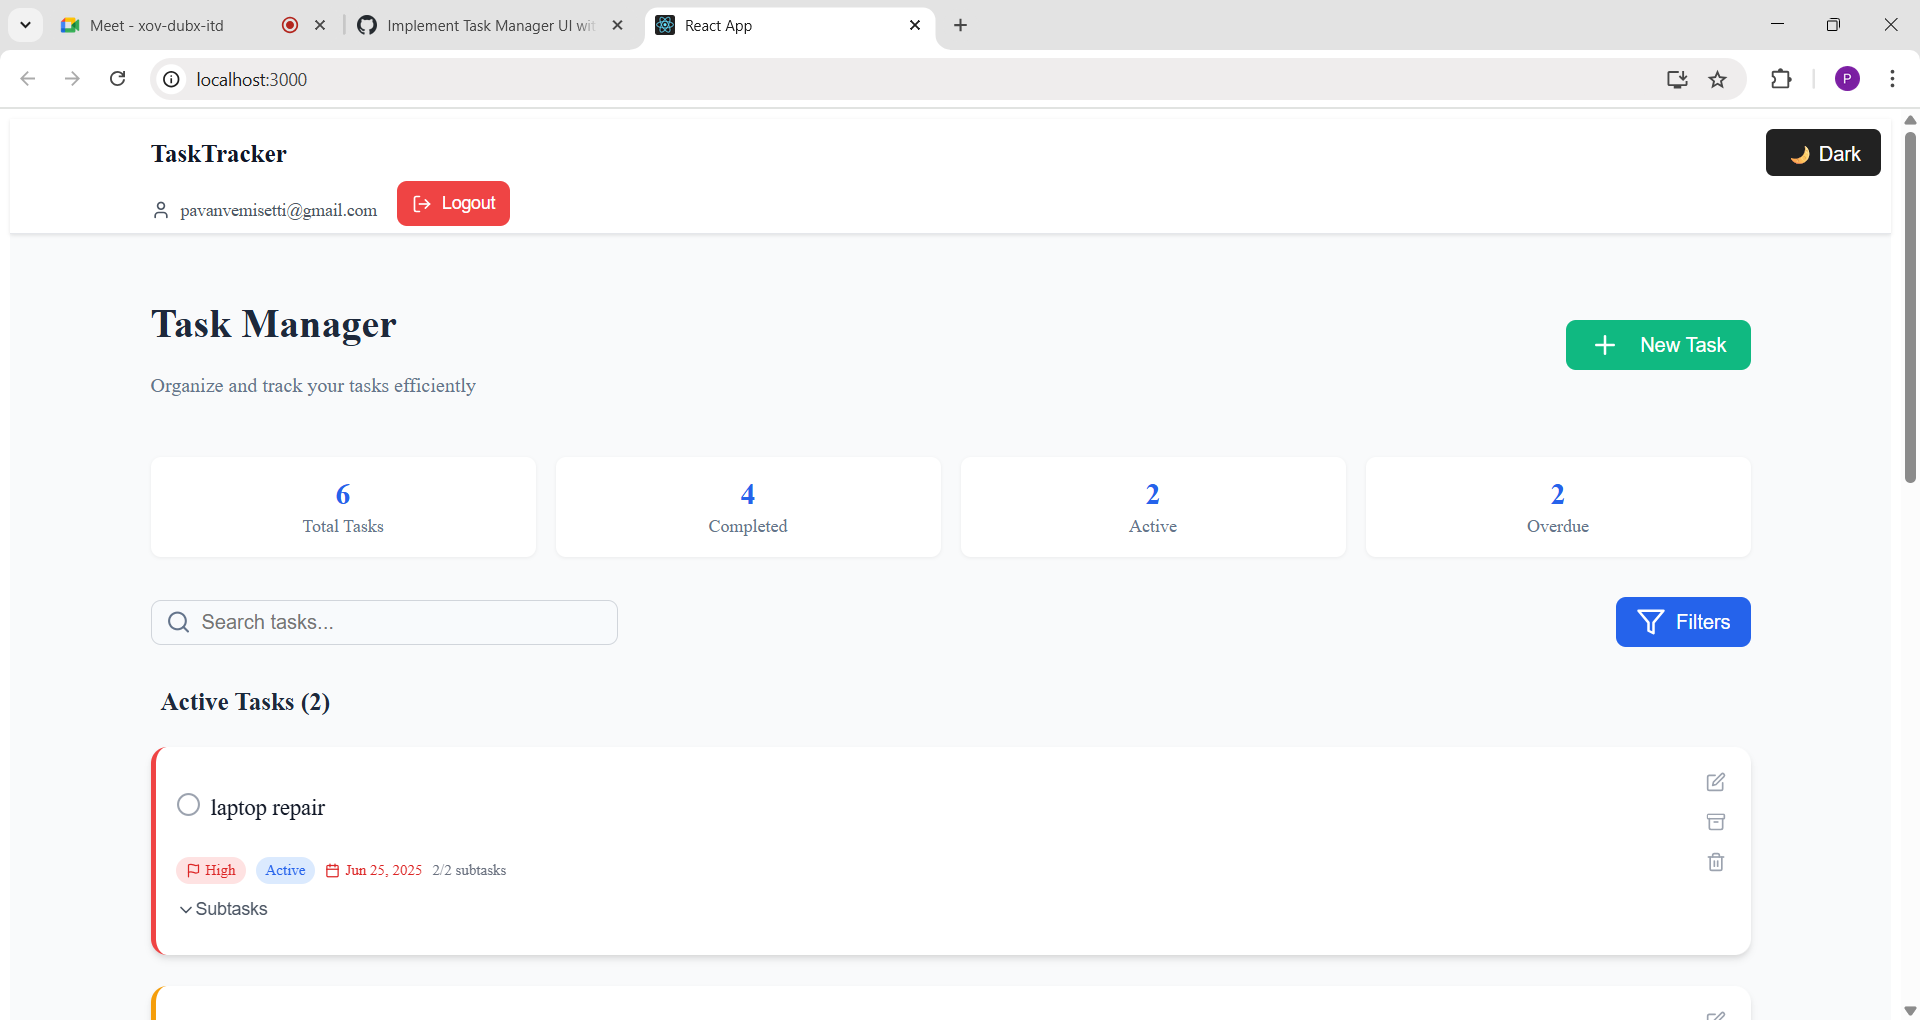 Meet - xov-dubx-itd
Implement Task Manager UI wit
React App
localhost:3000
P
TaskTracker
Dark
pavanvemisetti@gmail.com
Logout
Task Manager
New Task
Organize and track your tasks efficiently
6
Total Tasks
4
Completed
2
Active
2
Overdue
Search tasks...
Filters
Active Tasks (2)
laptop repair
High
Active
Jun 25, 2025
2/2 subtasks
Subtasks